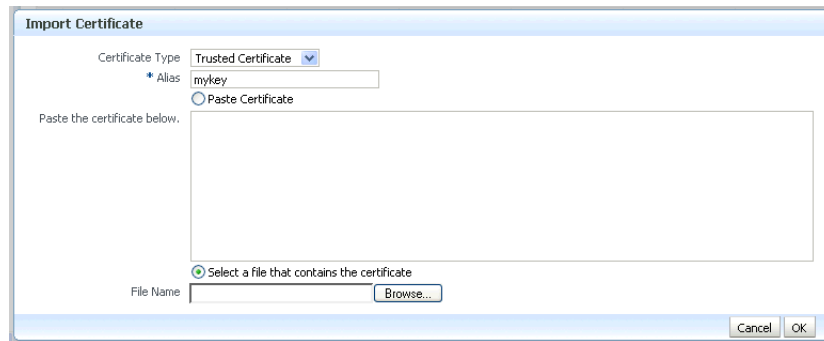 Import Certificate
Certificate Type Trusted Certificate
* Alias mykey
Paste Certificate
Paste the certificate below.
Select a file that contains the certificate
File Name Browse...
Cancel OK